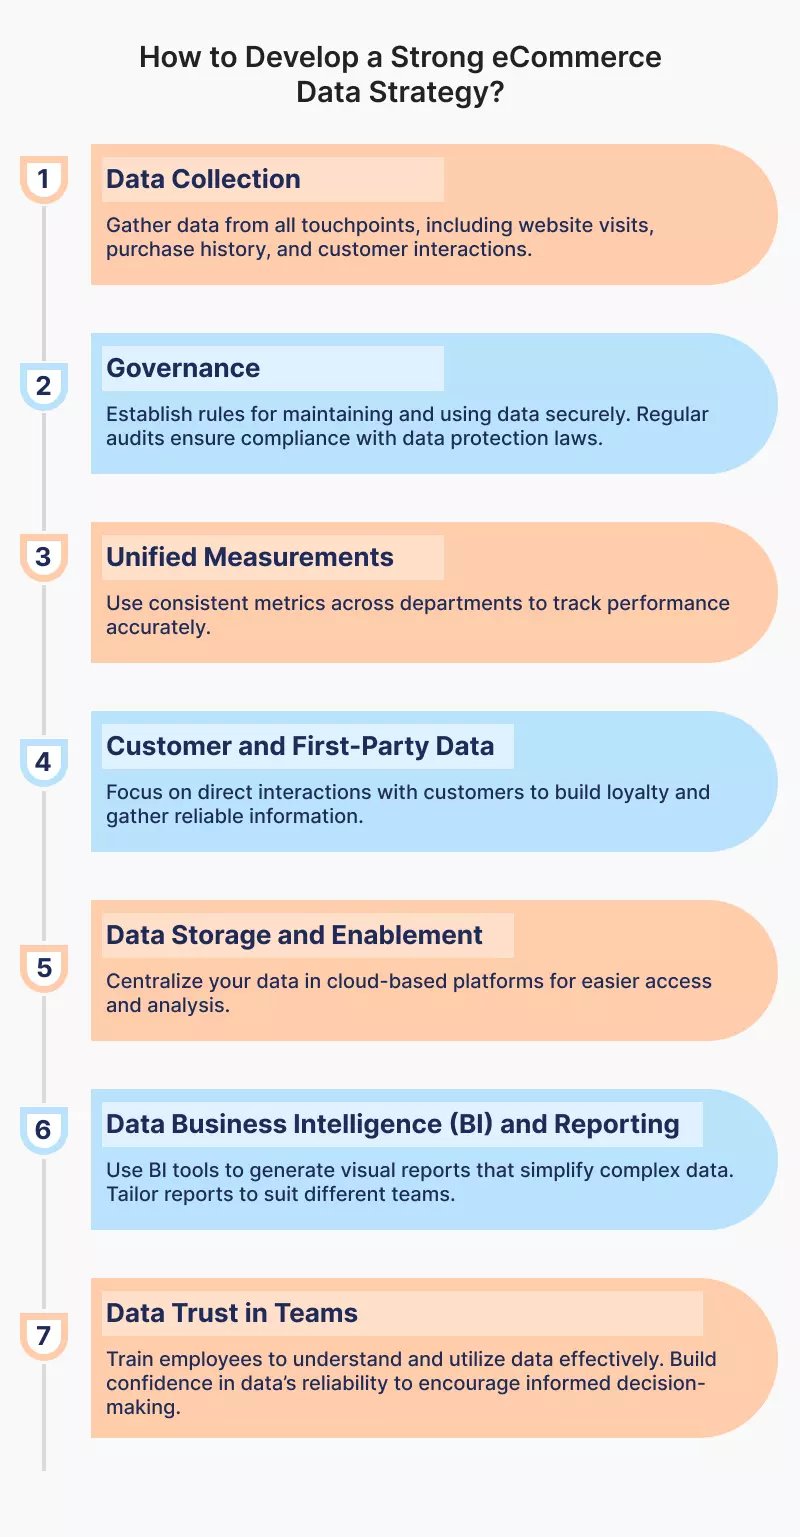 How to Develop a Strong eCommerce
Data Strategy?
1
Data Collection
Gather data from all touchpoints, including website visits,
purchase history, and customer interactions.
2
Governance
Establish rules for maintaining and using data securely. Regular
audits ensure compliance with data protection laws.
3
Unified Measurements
Use consistent metrics across departments to track performance
accurately.
4
Customer and First-Party Data
Focus on direct interactions with customers to build loyalty and
gather reliable information.
5
Data Storage and Enablement
Centralize your data in cloud-based platforms for easier access
and analysis.
6
Data Business Intelligence (BI) and Reporting
Use BI tools to generate visual reports that simplify complex data.
Tailor reports to suit different teams.
7
Data Trust in Teams
Train employees to understand and utilize data effectively. Build
confidence in data’s reliability to encourage informed decision-
making.